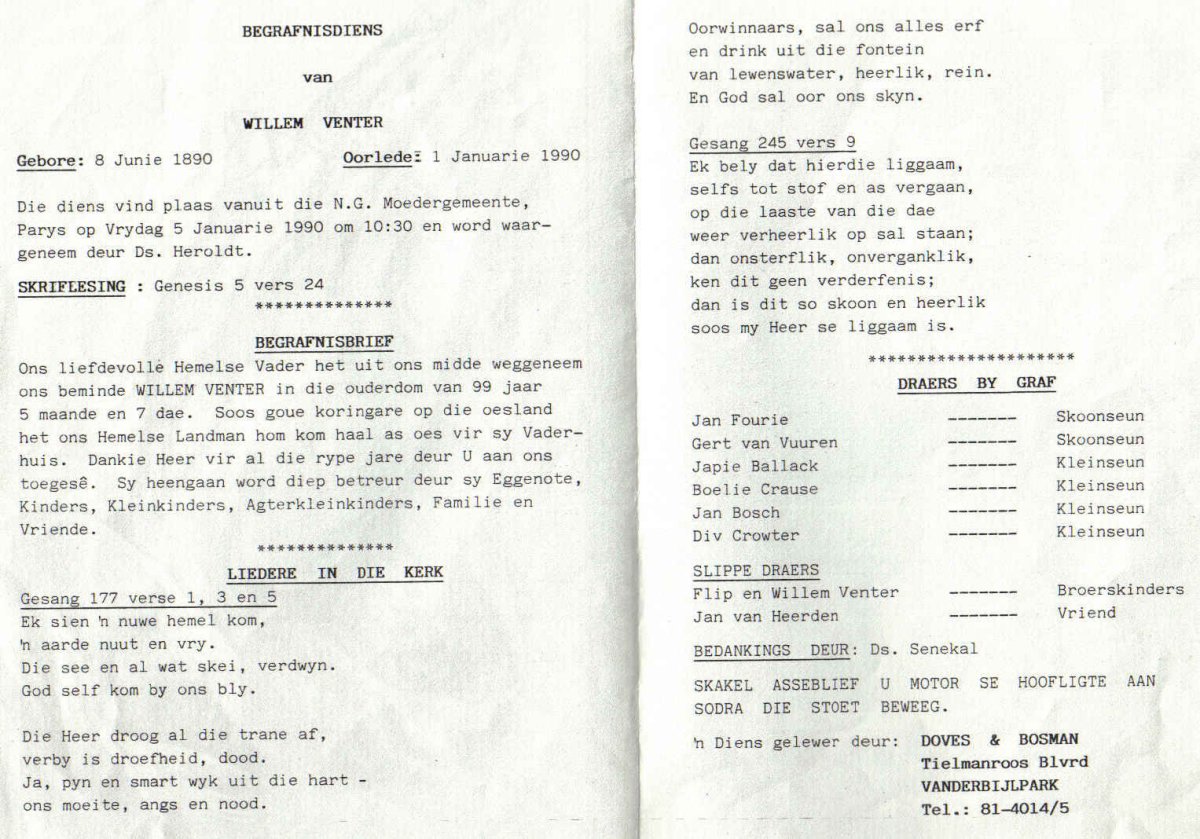 BEGRAFNISDIENS
van
WILLEM VENTER
Gebore: 8 Junie 1890 Oorlede: 1 Januarie 1990
Die diens vind plaas vanuit die N.G. Moedergemeente,
Parys op Vrydag 5 Januarie 1990 om 10:30 en word waar-
geneem deur Ds. Heroldt.
SKRIFLESING : Genesis 5 vers 24
**************
BEGRAFNISBRIEF
Ons liefdevolle Hemelse Vader het uit ons midde weggeneem
ons beminde WILLEM VENTER in die ouderdom van 99 jaar
5 maande en 7 dae. Soos goue koringare op die oesland
het ons Hemelse Landman hom kom haal as oes vir sy Vader-
huis. Dankie Heer vir al die rype jare deur U aan ons
toegesê. Sy heengaan word diep betreur deur sy Eggenote,
Kinders, Kleinkinders, Agterkleinkinders, Familie en
Vriende.
**************
LIEDERE IN DIE KERK
Gesang 177 verse 1, 3 en 5
Ek sien 'n nuwe hemel kom,
'n aarde nuut en vry.
Die see en al wat skei, verdwyn.
God self kom by ons bly.
Die Heer droog al die trane af,
verby is droefheid, dood.
Ja, pyn en smart wyk uit die hart -
ons moeite, angs en nood.
Oorwinnaars, sal ons alles erf
en drink uit die fontein
van lewenswater, heerlik, rein.
En God sal oor ons skyn.
Gesang 245 vers 9
Ek bely dat hierdie liggaam,
selfs tot stof en as vergaan,
op die laaste van die dae
weer verheerlik op sal staan;
dan onsterflik, onverganklik,
ken dit geen verderfenis;
dan is dit so skoon en heerlik
soos my Heer se liggaam is.
*********************
DRAERS BY GRAF
Jan Fourie ------- Skoonseun
Gert van Vuuren ------- Skoonseun
Japie Ballack ------- Kleinseun
Boelie Crause ------- Kleinseun
Jan Bosch ------- Kleinseun
Div Crowter ------- Kleinseun
SLIPPE DRAERS
Flip en Willem Venter ------- Broerskinders
Jan van Heerden ------- Vriend
BEDANKINGS DEUR: Ds. Senekal
SKAKEL ASSEBLIEF U MOTOR SE HOOFLIGTE AAN
SODRA DIE STOET BEWEEG.
'n Diens gelewer deur: DOVES & BOSMAN
Tielmanroos Blvrd
VANDERBIJLPARK
Tel.: 81-4014/5